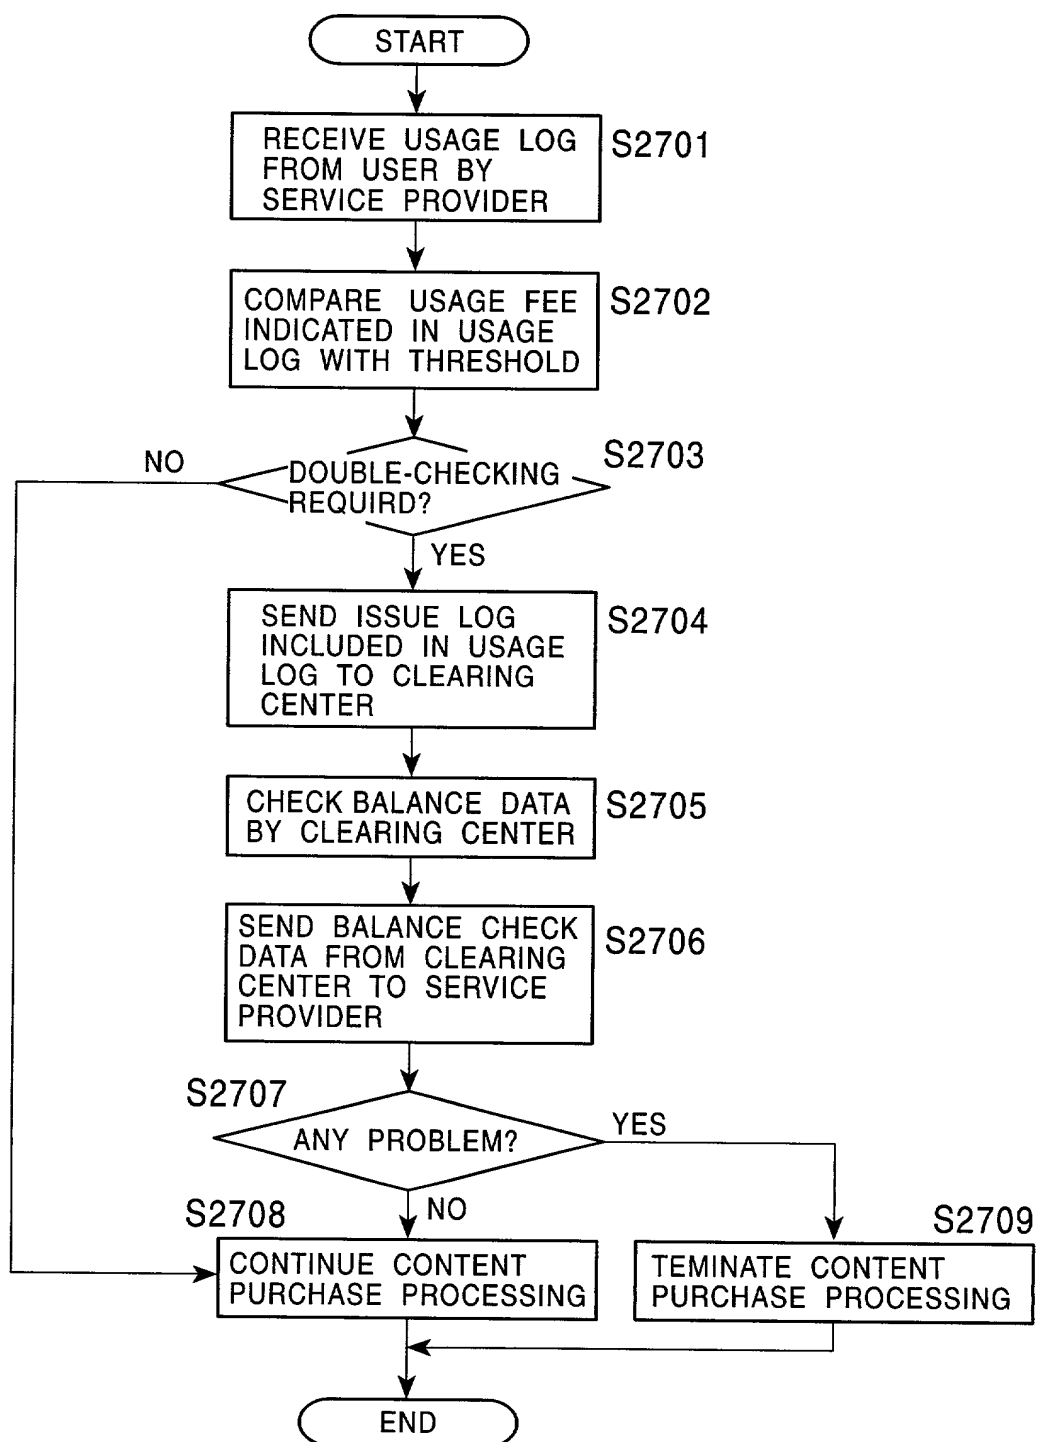 START
RECEIVE USAGE LOG
FROM USER BY
SERVICE PROVIDER
S2701
COMPARE USAGE FEE
INDICATED IN USAGE
LOG WITH THRESHOLD
S2702
DOUBLE-CHECKING
REQUIRD?
S2703
NO
YES
SEND ISSUE LOG
INCLUDED IN USAGE
LOG TO CLEARING
CENTER
S2704
CHECK BALANCE DATA
BY CLEARING CENTER
S2705
SEND BALANCE CHECK
DATA FROM CLEARING
CENTER TO SERVICE
PROVIDER
S2706
S2707
ANY PROBLEM?
YES
NO
S2708
CONTINUE CONTENT
PURCHASE PROCESSING
S2709
TEMINATE CONTENT
PURCHASE PROCESSING
END